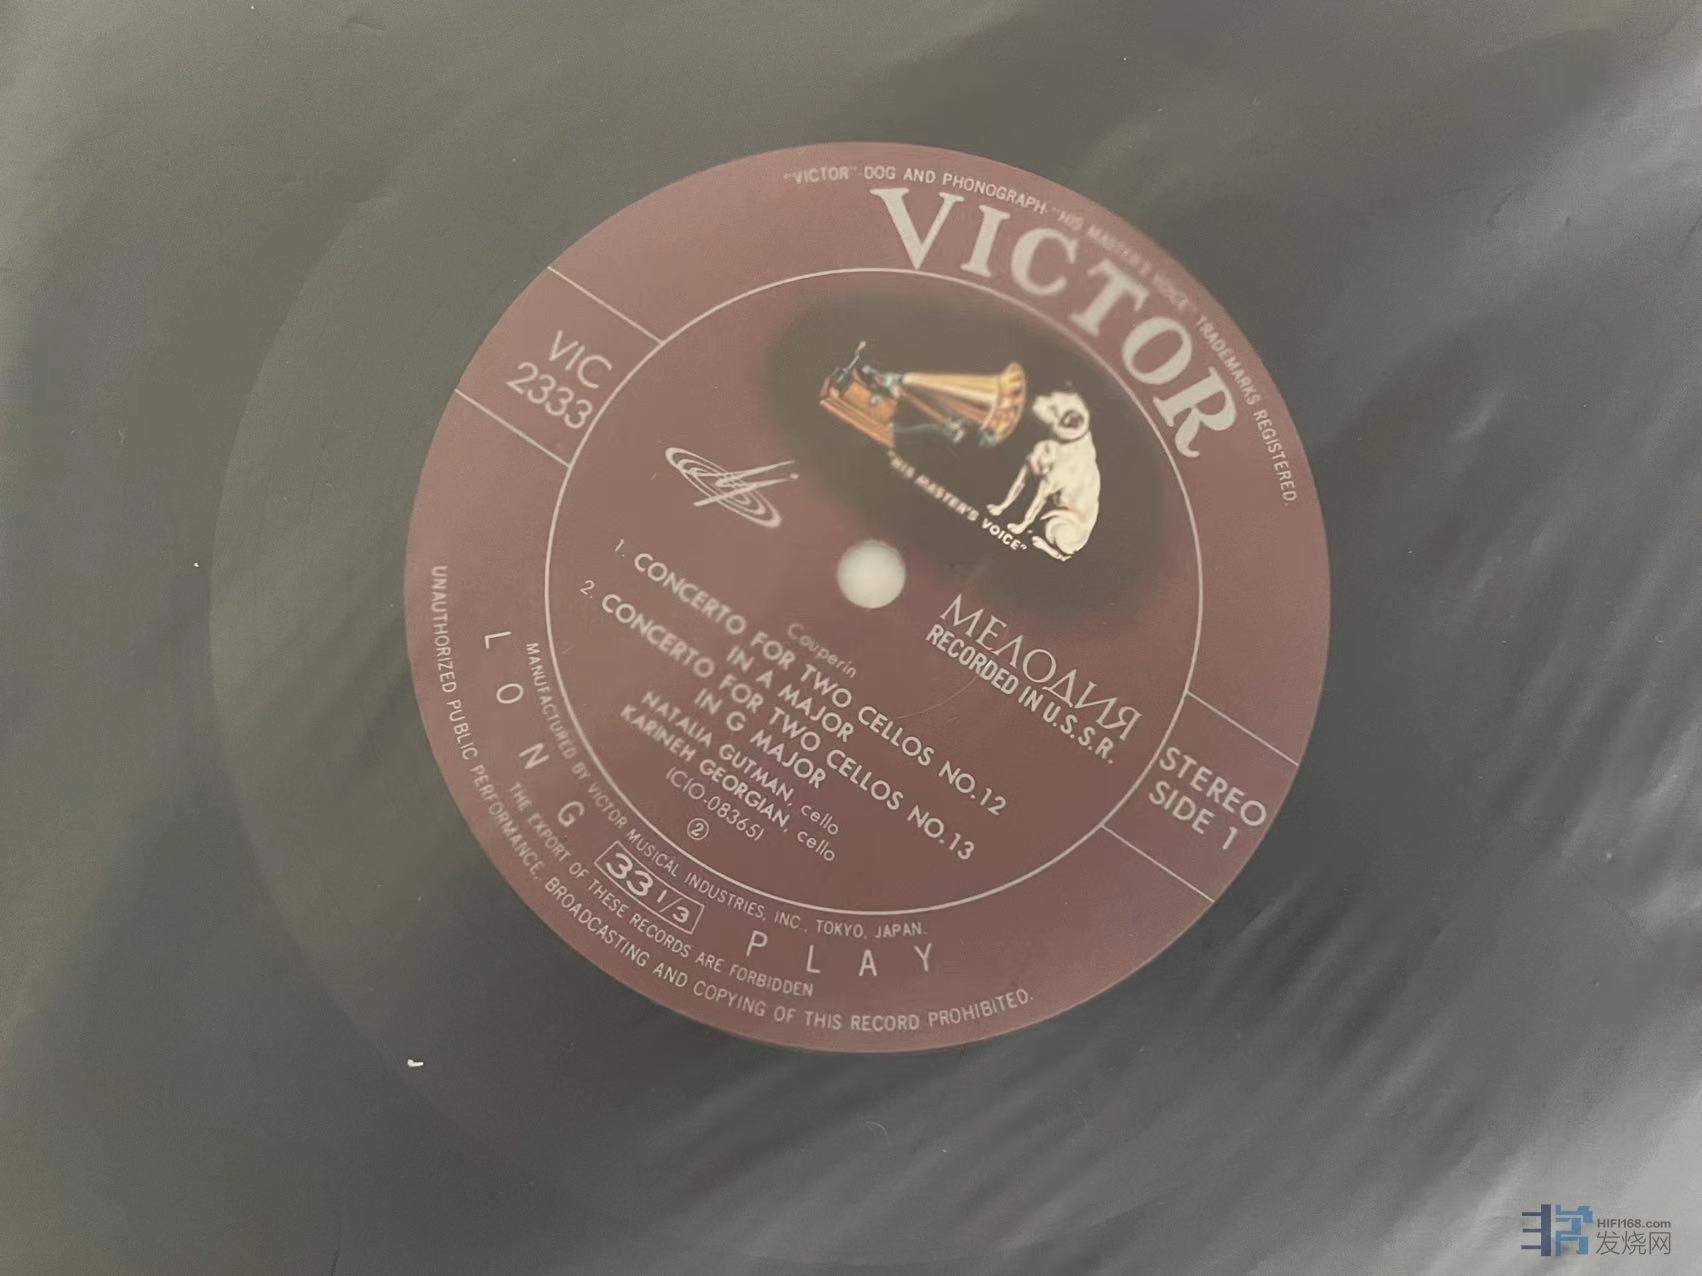 "VICTOR"-DOG AND PHONOGRAPH-"HIS MASTER'S VOICE" TRADEMARKS REGISTERED.
VICTOR
"HIS MASTER'S VOICE"
VIC
2333
МЕЛОДИЯ
RECORDED IN U.S.S.R.
STEREO
SIDE 1
Couperin
1. CONCERTO FOR TWO CELLOS NO.12
IN A MAJOR
2. CONCERTO FOR TWO CELLOS NO.13
IN G MAJOR
NATALIA GUTMAN, cello
KARINEH GEORGIAN, cello
(C10-08365)
②
MANUFACTURED BY VICTOR MUSICAL INDUSTRIES, INC., TOKYO, JAPAN.
LONG 33 1/3 PLAY
THE EXPORT OF THESE RECORDS ARE FORBIDDEN
UNAUTHORIZED PUBLIC PERFORMANCE, BROADCASTING AND COPYING OF THIS RECORD PROHIBITED.
HIFI168.com
发烧网